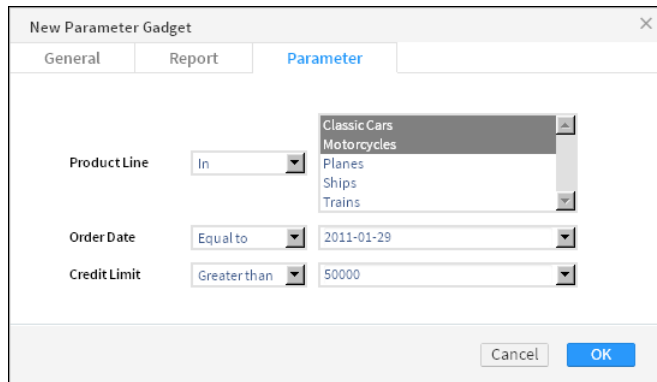 New Parameter Gadget
General Report Parameter
Product Line In
Classic Cars
Motorcycles
Planes
Ships
Trains
Order Date Equal to 2011-01-29
Credit Limit Greater than 50000
Cancel OK